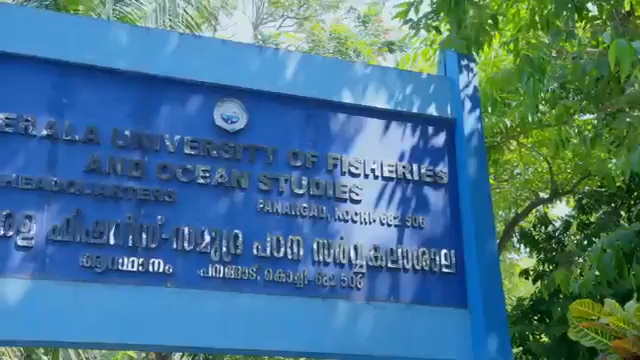 ERALA UNIVERSITY OF FISHERIES
AND OCEAN STUDIES
HEADQUARTERS
PANANGAD, KOCHI-682 506
ള ഫിഷറീസ്-സമുദ്ര പഠന സർവ്വകലാശാല
ആസ്ഥാനം പനങ്ങാട്, കൊച്ചി- 682 506